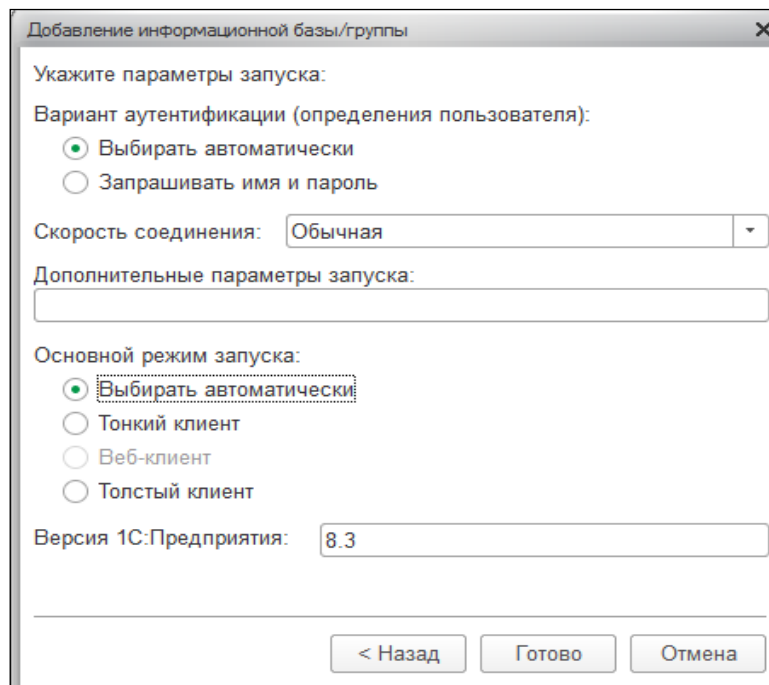 Добавление информационной базы/группы
Укажите параметры запуска:
Вариант аутентификации (определения пользователя):
Выбирать автоматически
Запрашивать имя и пароль
Скорость соединения: Обычная
Дополнительные параметры запуска:
Основной режим запуска:
Выбирать автоматически
Тонкий клиент
Веб-клиент
Толстый клиент
Версия 1С:Предприятия: 8.3
< Назад Готово Отмена